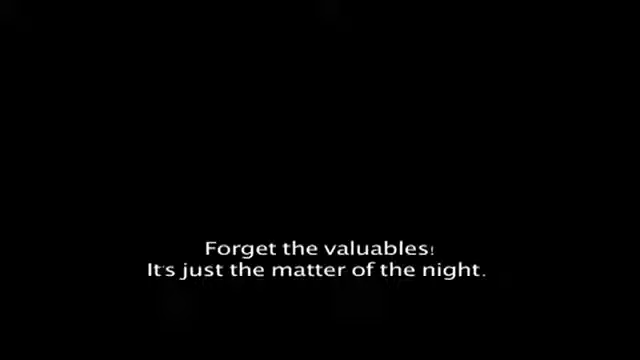 Forget the valuables!
It's just the matter of the night.